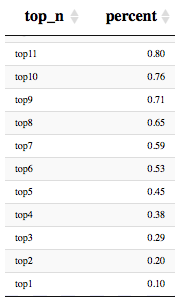 top_n percent
top11 0.80
top10 0.76
top9 0.71
top8 0.65
top7 0.59
top6 0.53
top5 0.45
top4 0.38
top3 0.29
top2 0.20
top1 0.10